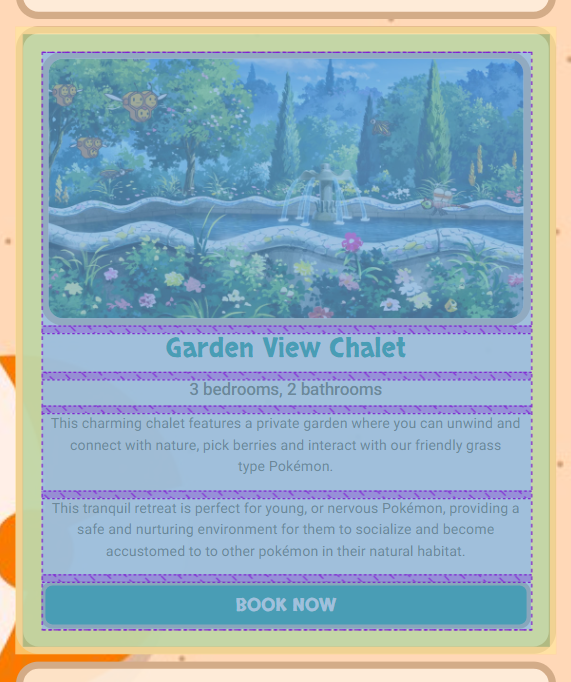 Garden View Chalet
3 bedrooms, 2 bathrooms
This charming chalet features a private garden where you can unwind and
connect with nature, pick berries and interact with our friendly grass
type Pokémon.
This tranquil retreat is perfect for young, or nervous Pokémon, providing a
safe and nurturing environment for them to socialize and become
accustomed to to other pokémon in their natural habitat.
BOOK NOW